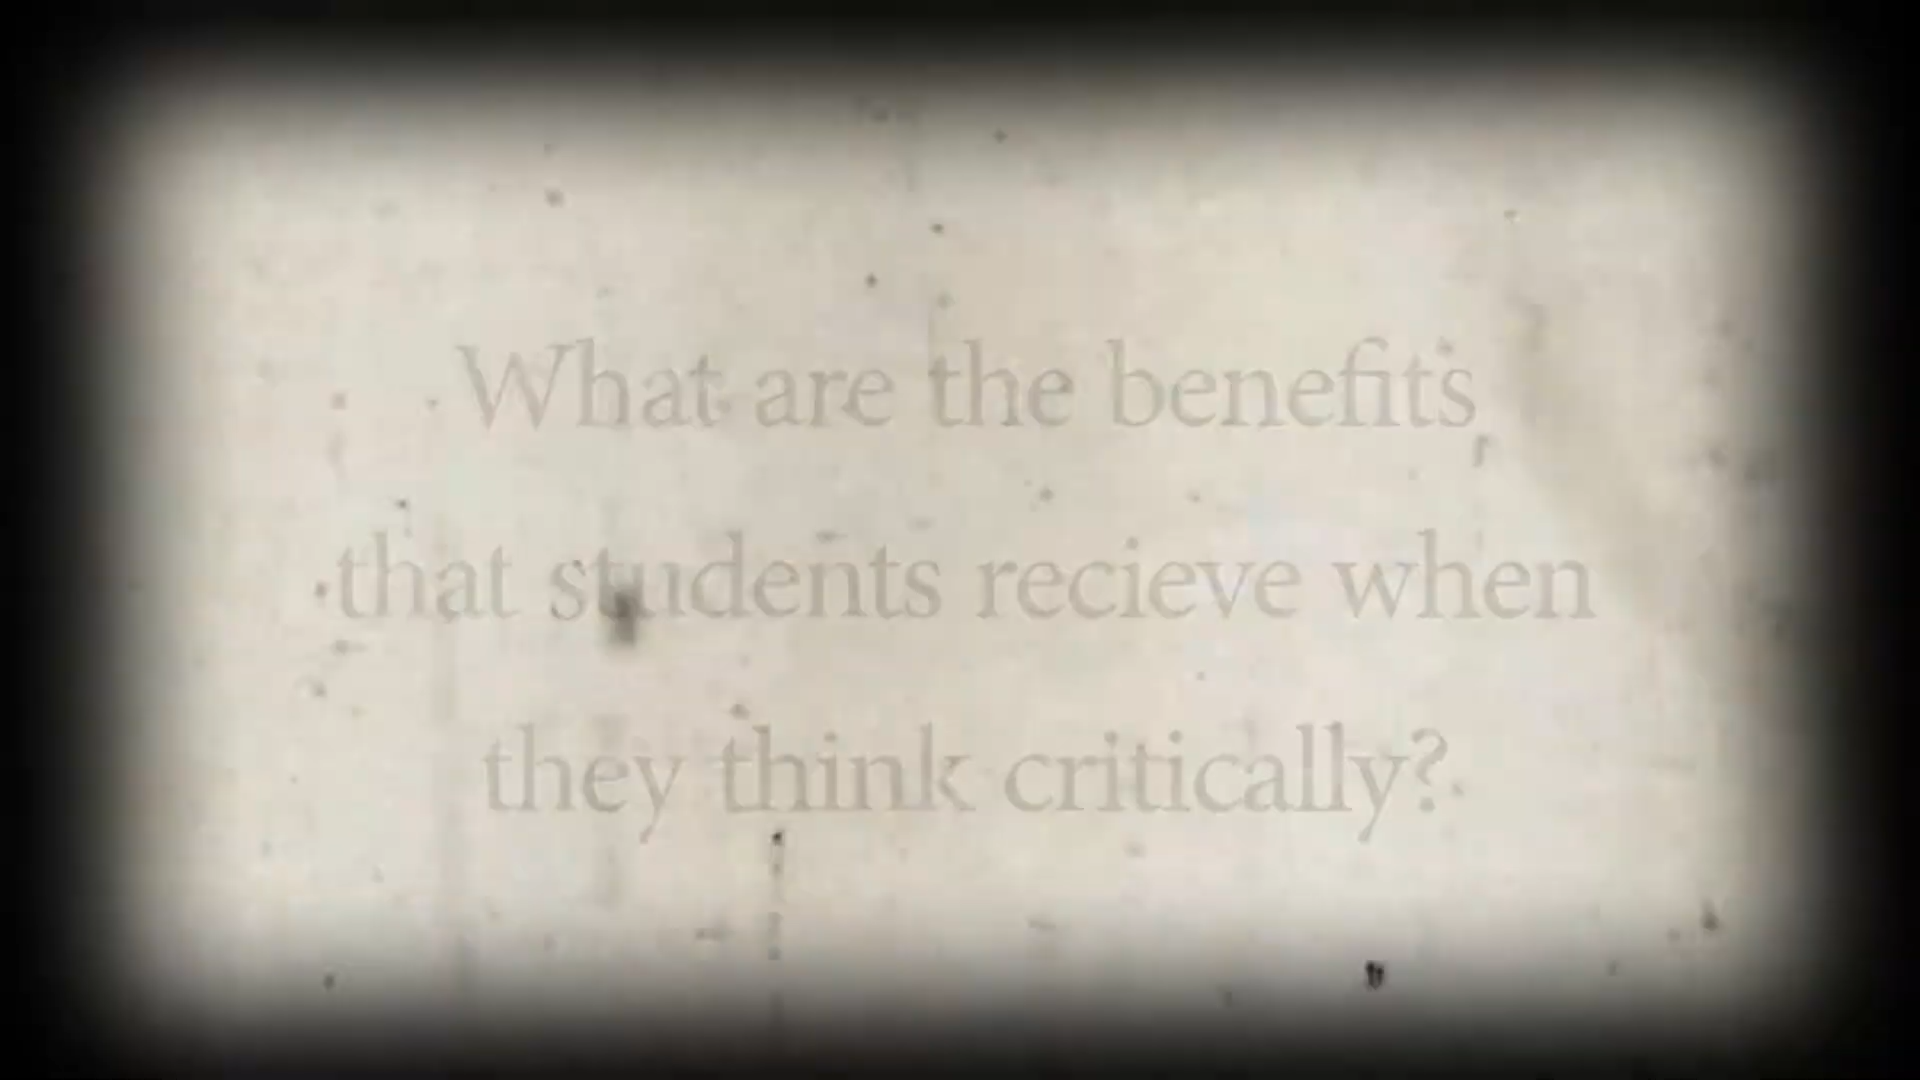 What are the benefits
that students recieve when
they think critically?